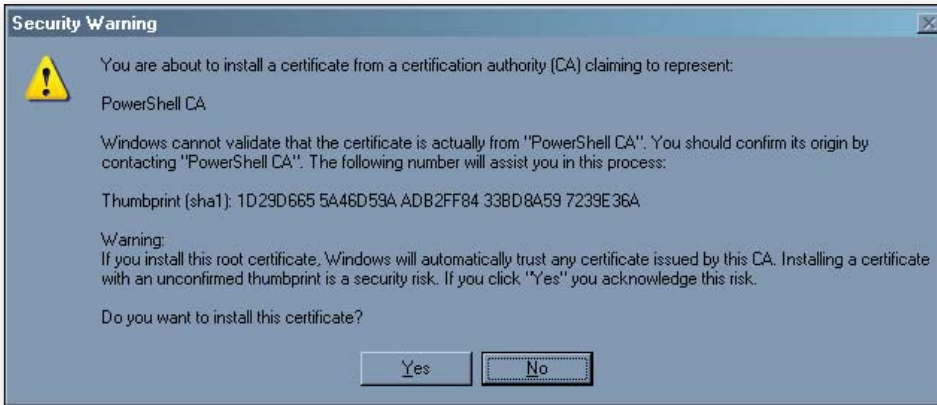 Security Warning
You are about to install a certificate from a certification authority (CA) claiming to represent:
PowerShell CA
Windows cannot validate that the certificate is actually from "PowerShell CA". You should confirm its origin by
contacting "PowerShell CA". The following number will assist you in this process:
Thumbprint (sha1): 1D29D665 5A46D59A ADB2FF84 33BD8A59 7239E36A
Warning:
If you install this root certificate, Windows will automatically trust any certificate issued by this CA. Installing a certificate
with an unconfirmed thumbprint is a security risk. If you click "Yes" you acknowledge this risk.
Do you want to install this certificate?
Yes
No